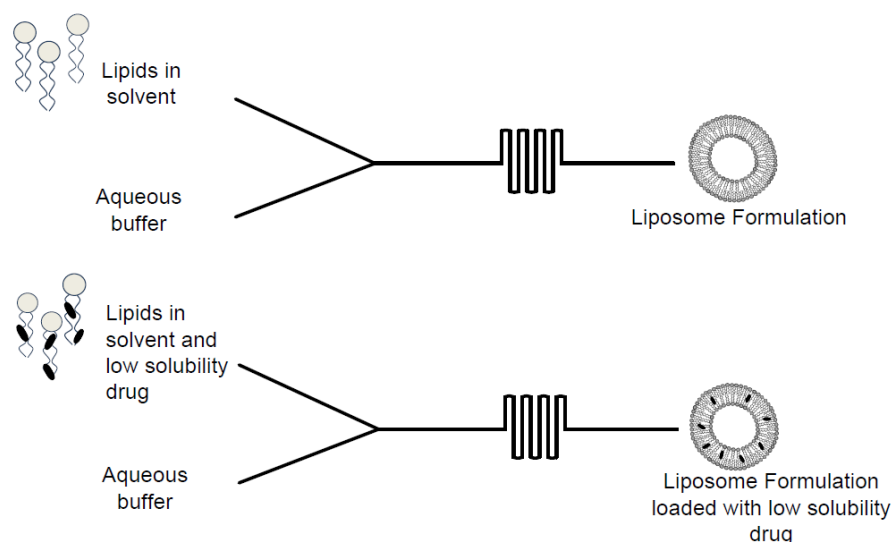 Lipids in
solvent
Aqueous
buffer
Liposome Formulation
Lipids in
solvent and
low solubility
drug
Aqueous
buffer
Liposome Formulation
loaded with low solubility
drug